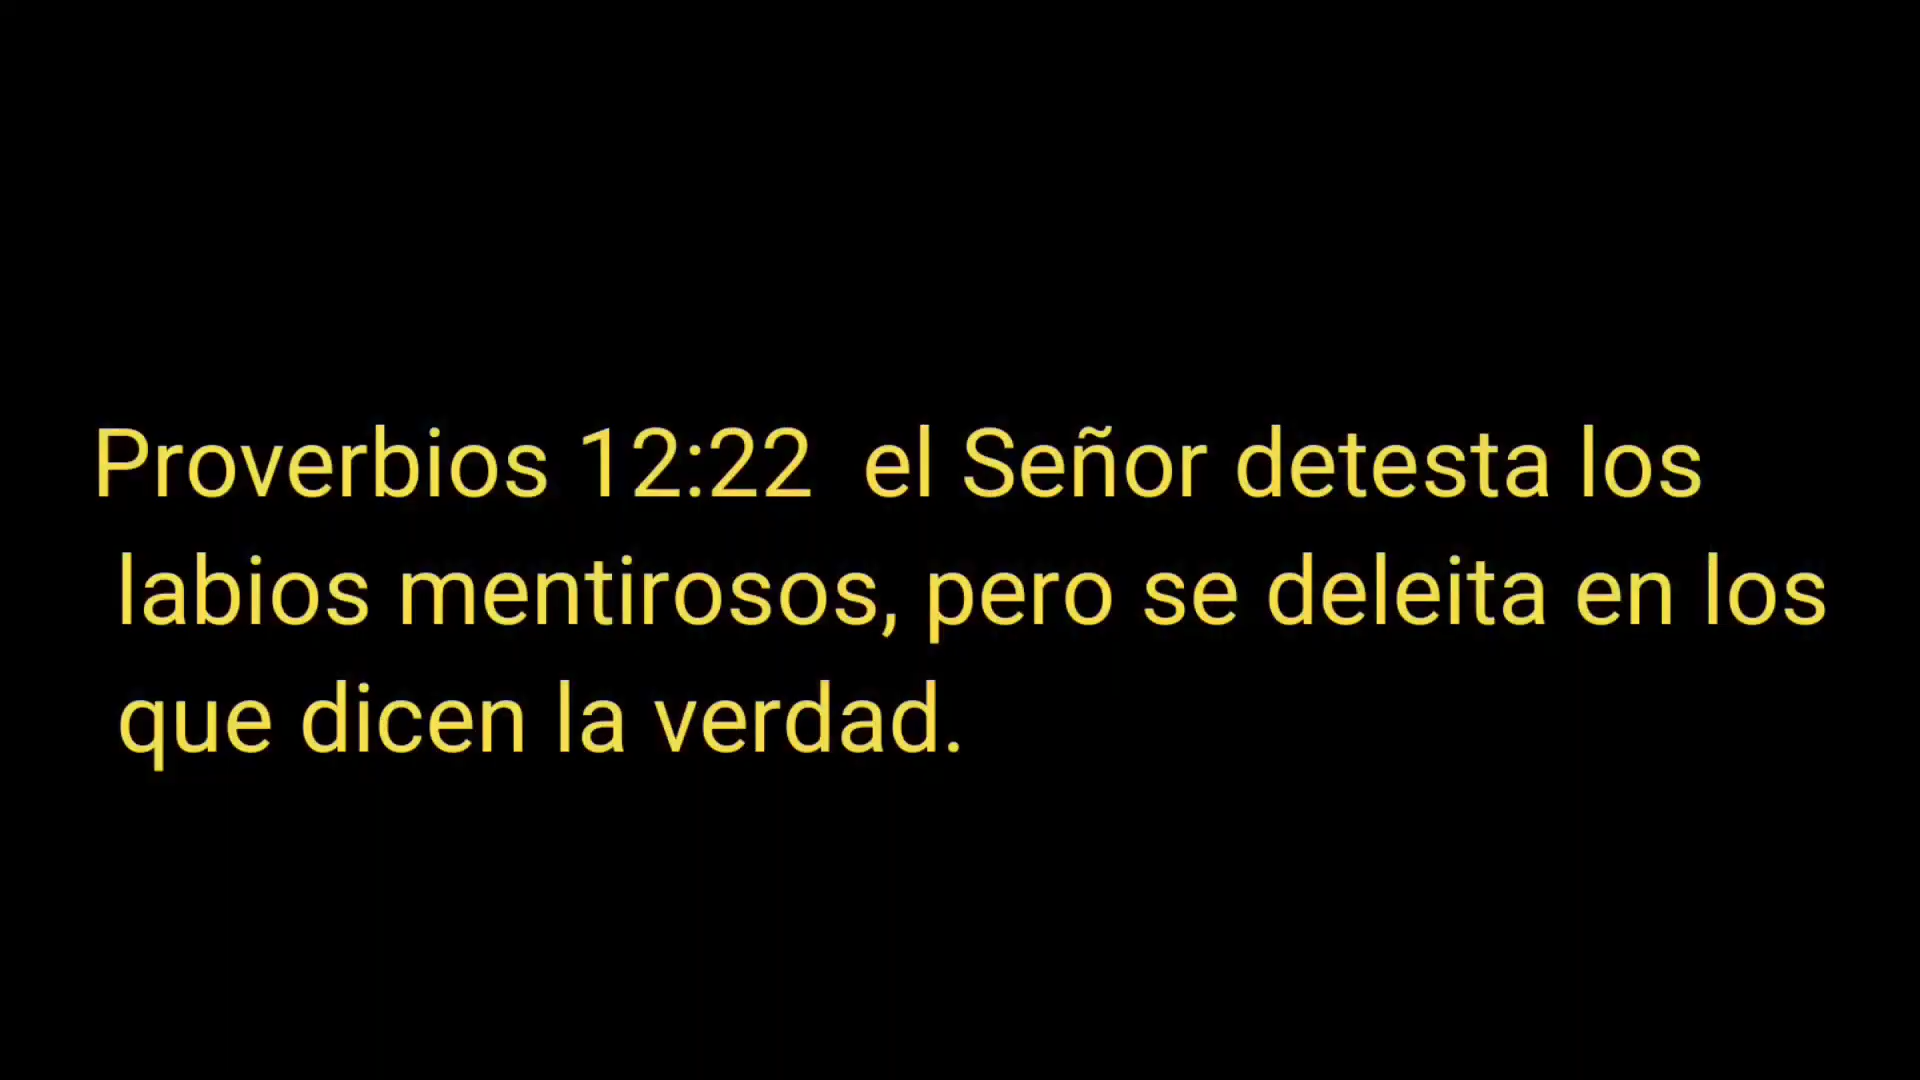 Proverbios 12:22  el Señor detesta los
labios mentirosos, pero se deleita en los
que dicen la verdad.